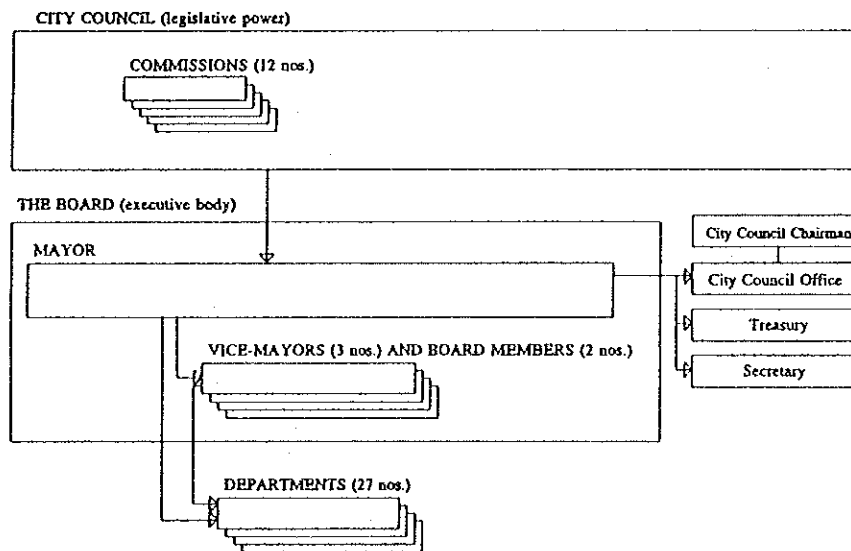 CITY COUNCIL (legislative power)
COMMISSIONS (12 nos.)
THE BOARD (executive body)
MAYOR
City Council Chairman
City Council Office
Treasury
Secretary
VICE-MAYORS (3 nos.) AND BOARD MEMBERS (2 nos.)
DEPARTMENTS (27 nos.)